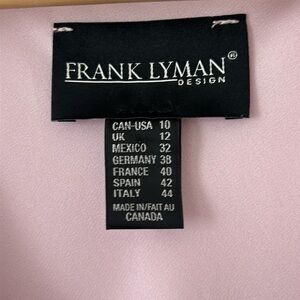 FRANK LYMAN®
DESIGN
CAN-USA 10
UK 12
MEXICO 32
GERMANY 38
FRANCE 40
SPAIN 42
ITALY 44
MADE IN/FAIT AU
CANADA